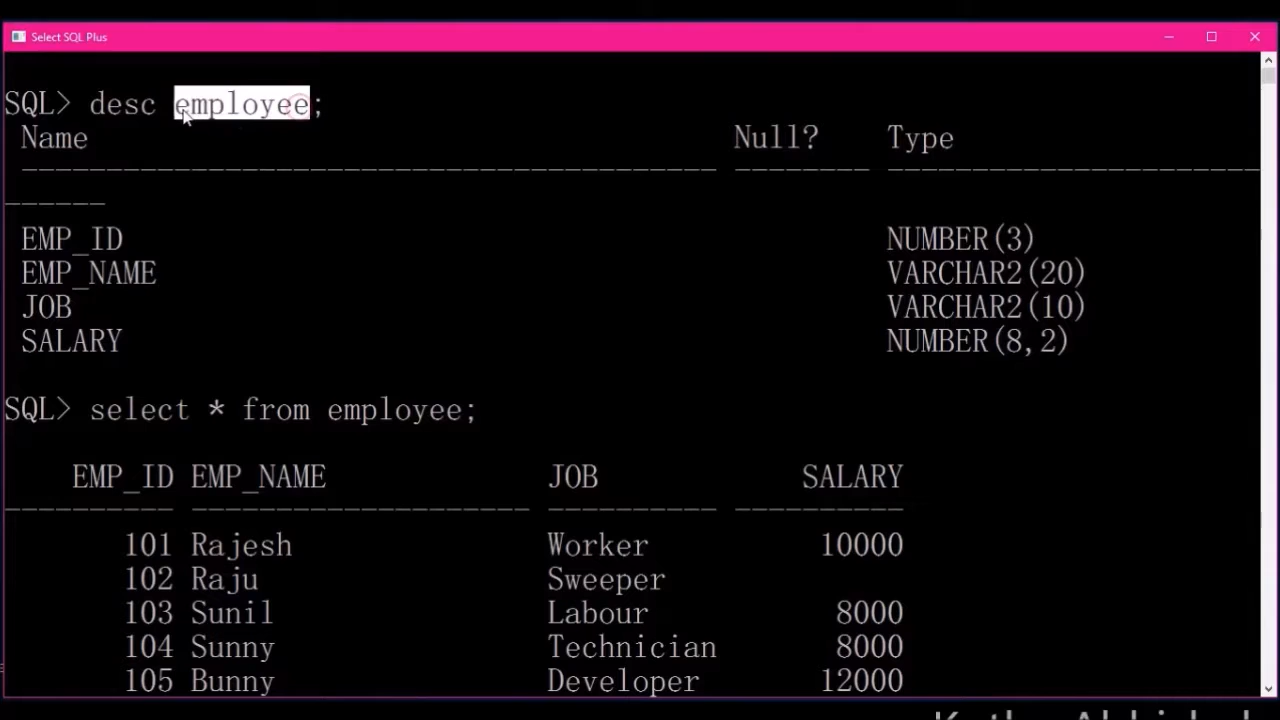 Select SQL Plus
SQL> desc employee;
Name Null? Type
----------------------------------------- -------- ----------------------
------
EMP_ID NUMBER(3)
EMP_NAME VARCHAR2(20)
JOB VARCHAR2(10)
SALARY NUMBER(8,2)
SQL> select * from employee;
EMP_ID EMP_NAME JOB SALARY
---------- -------------------- ---------- ----------
101 Rajesh Worker 10000
102 Raju Sweeper
103 Sunil Labour 8000
104 Sunny Technician 8000
105 Bunny Developer 12000